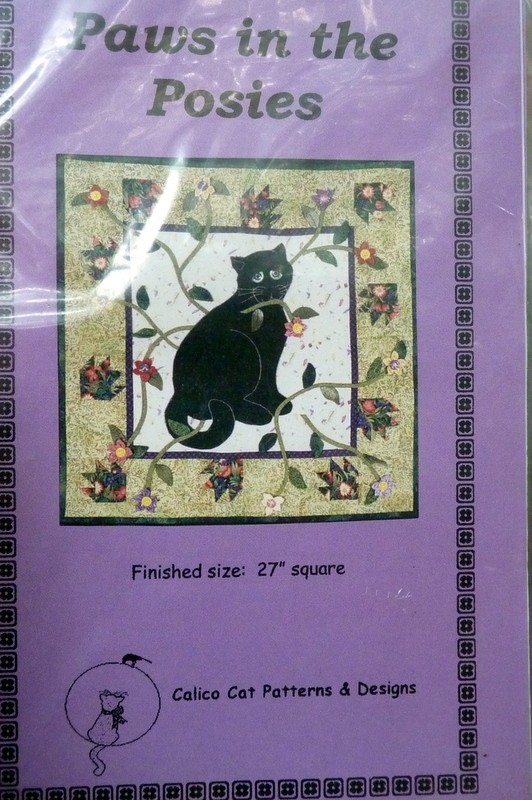 Paws in the
Posies
Finished size: 27" square
Calico Cat Patterns & Designs